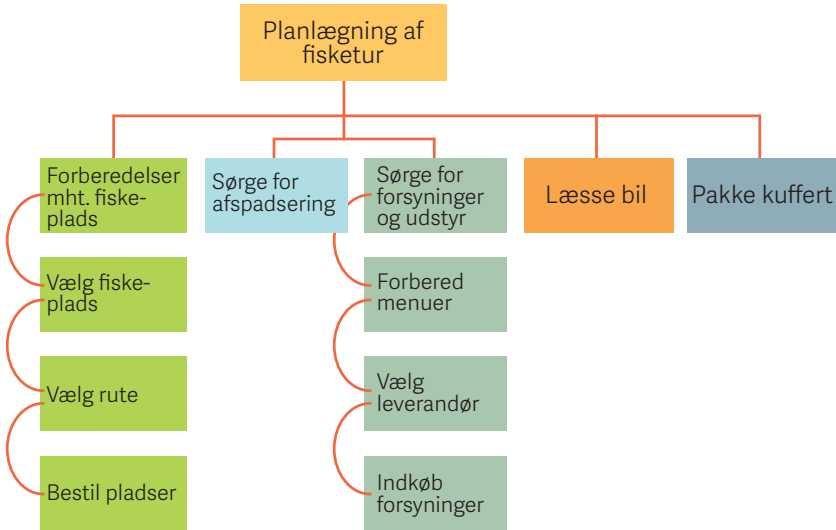 Planlægning af
fisketur
Forberedelser
mht. fiske-
plads
Vælg fiske-
plads
Vælg rute
Bestil pladser
Sørge for
afspadsering
Sørge for
forsyninger
og udstyr
Forbered
menuer
Vælg
leverandør
Indkøb
forsyninger
Læsse bil
Pakke kuffert